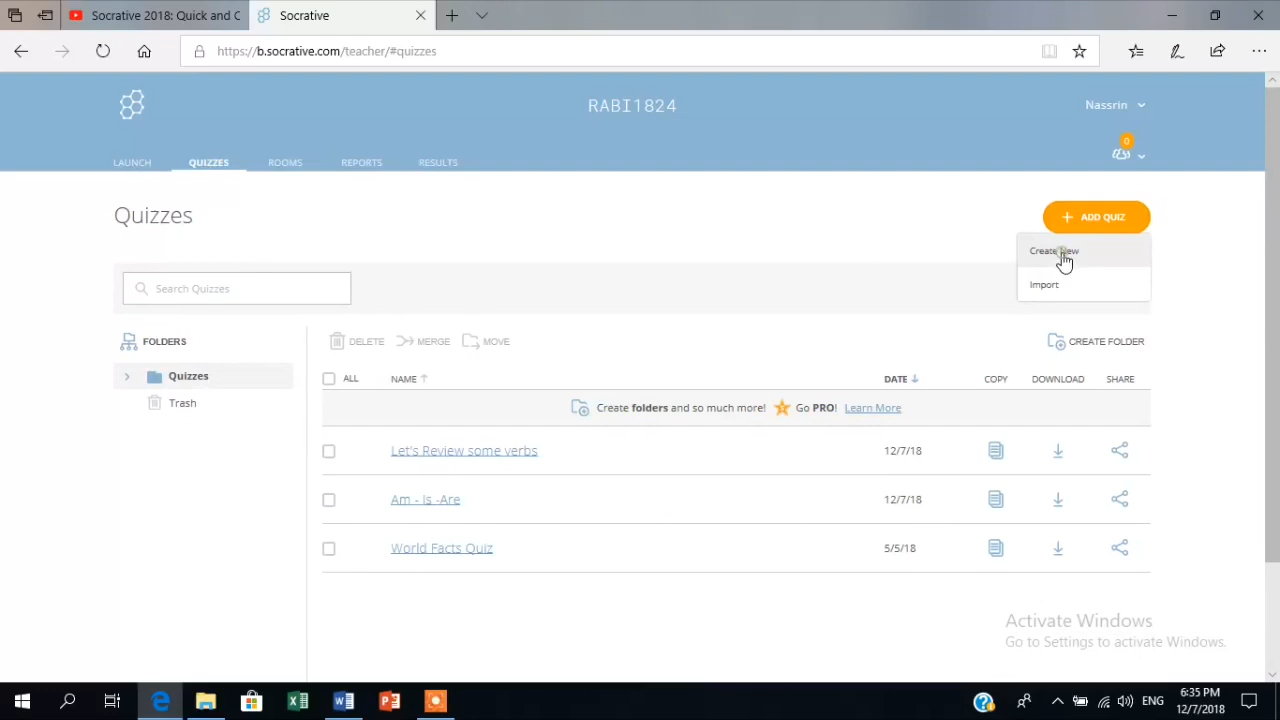 Socrative 2018: Quick and C
Socrative
https://b.socrative.com/teacher/#quizzes
RABI1824
Nassrin
0
LAUNCH QUIZZES ROOMS REPORTS RESULTS
Quizzes
+ ADD QUIZ
Create New
Import
Search Quizzes
FOLDERS
Quizzes
Trash
DELETE MERGE MOVE
CREATE FOLDER
ALL NAME DATE COPY DOWNLOAD SHARE
Create folders and so much more! Go PRO! Learn More
Let's Review some verbs 12/7/18
Am - Is -Are 12/7/18
World Facts Quiz 5/5/18
Activate Windows
Go to Settings to activate Windows.
ENG
6:35 PM
12/7/2018